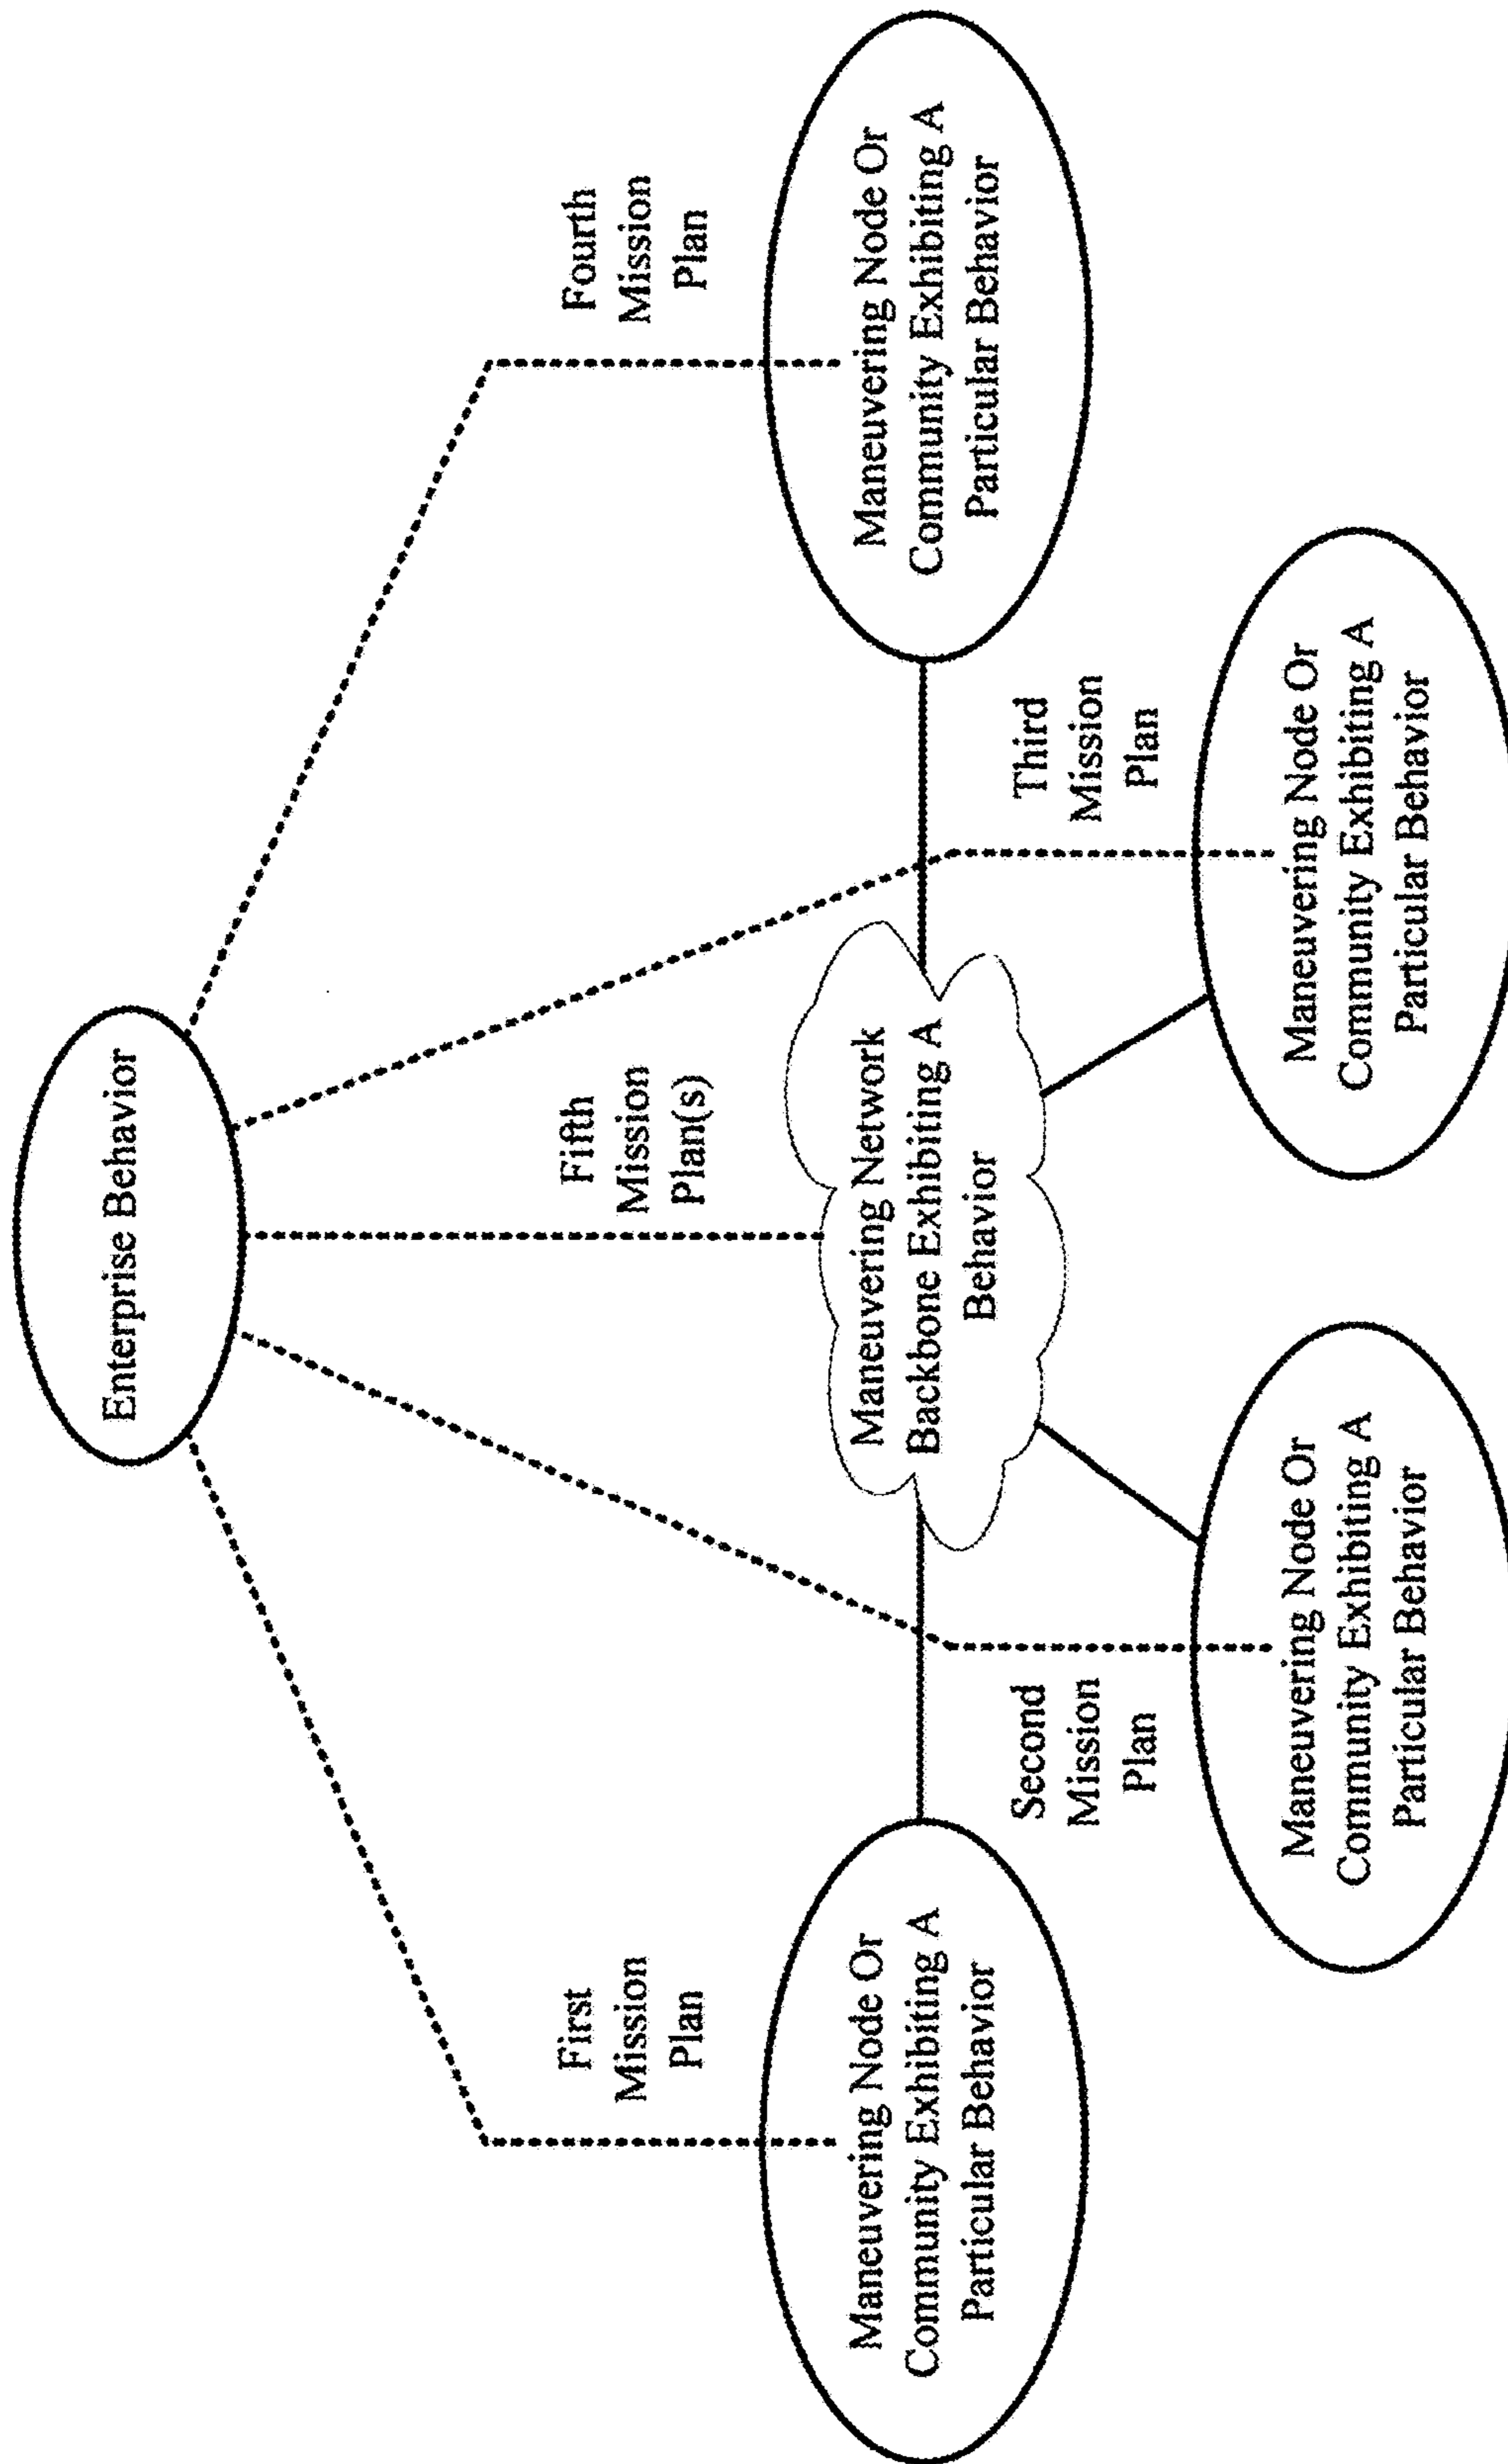 Enterprise Behavior
First
Mission
Plan
Fifth
Mission
Plan(s)
Fourth
Mission
Plan
Maneuvering Node Or
Community Exhibiting A
Particular Behavior
Maneuvering Network
Backbone Exhibiting A
Behavior
Maneuvering Node Or
Community Exhibiting A
Particular Behavior
Second
Mission
Plan
Third
Mission
Plan
Maneuvering Node Or
Community Exhibiting A
Particular Behavior
Maneuvering Node Or
Community Exhibiting A
Particular Behavior